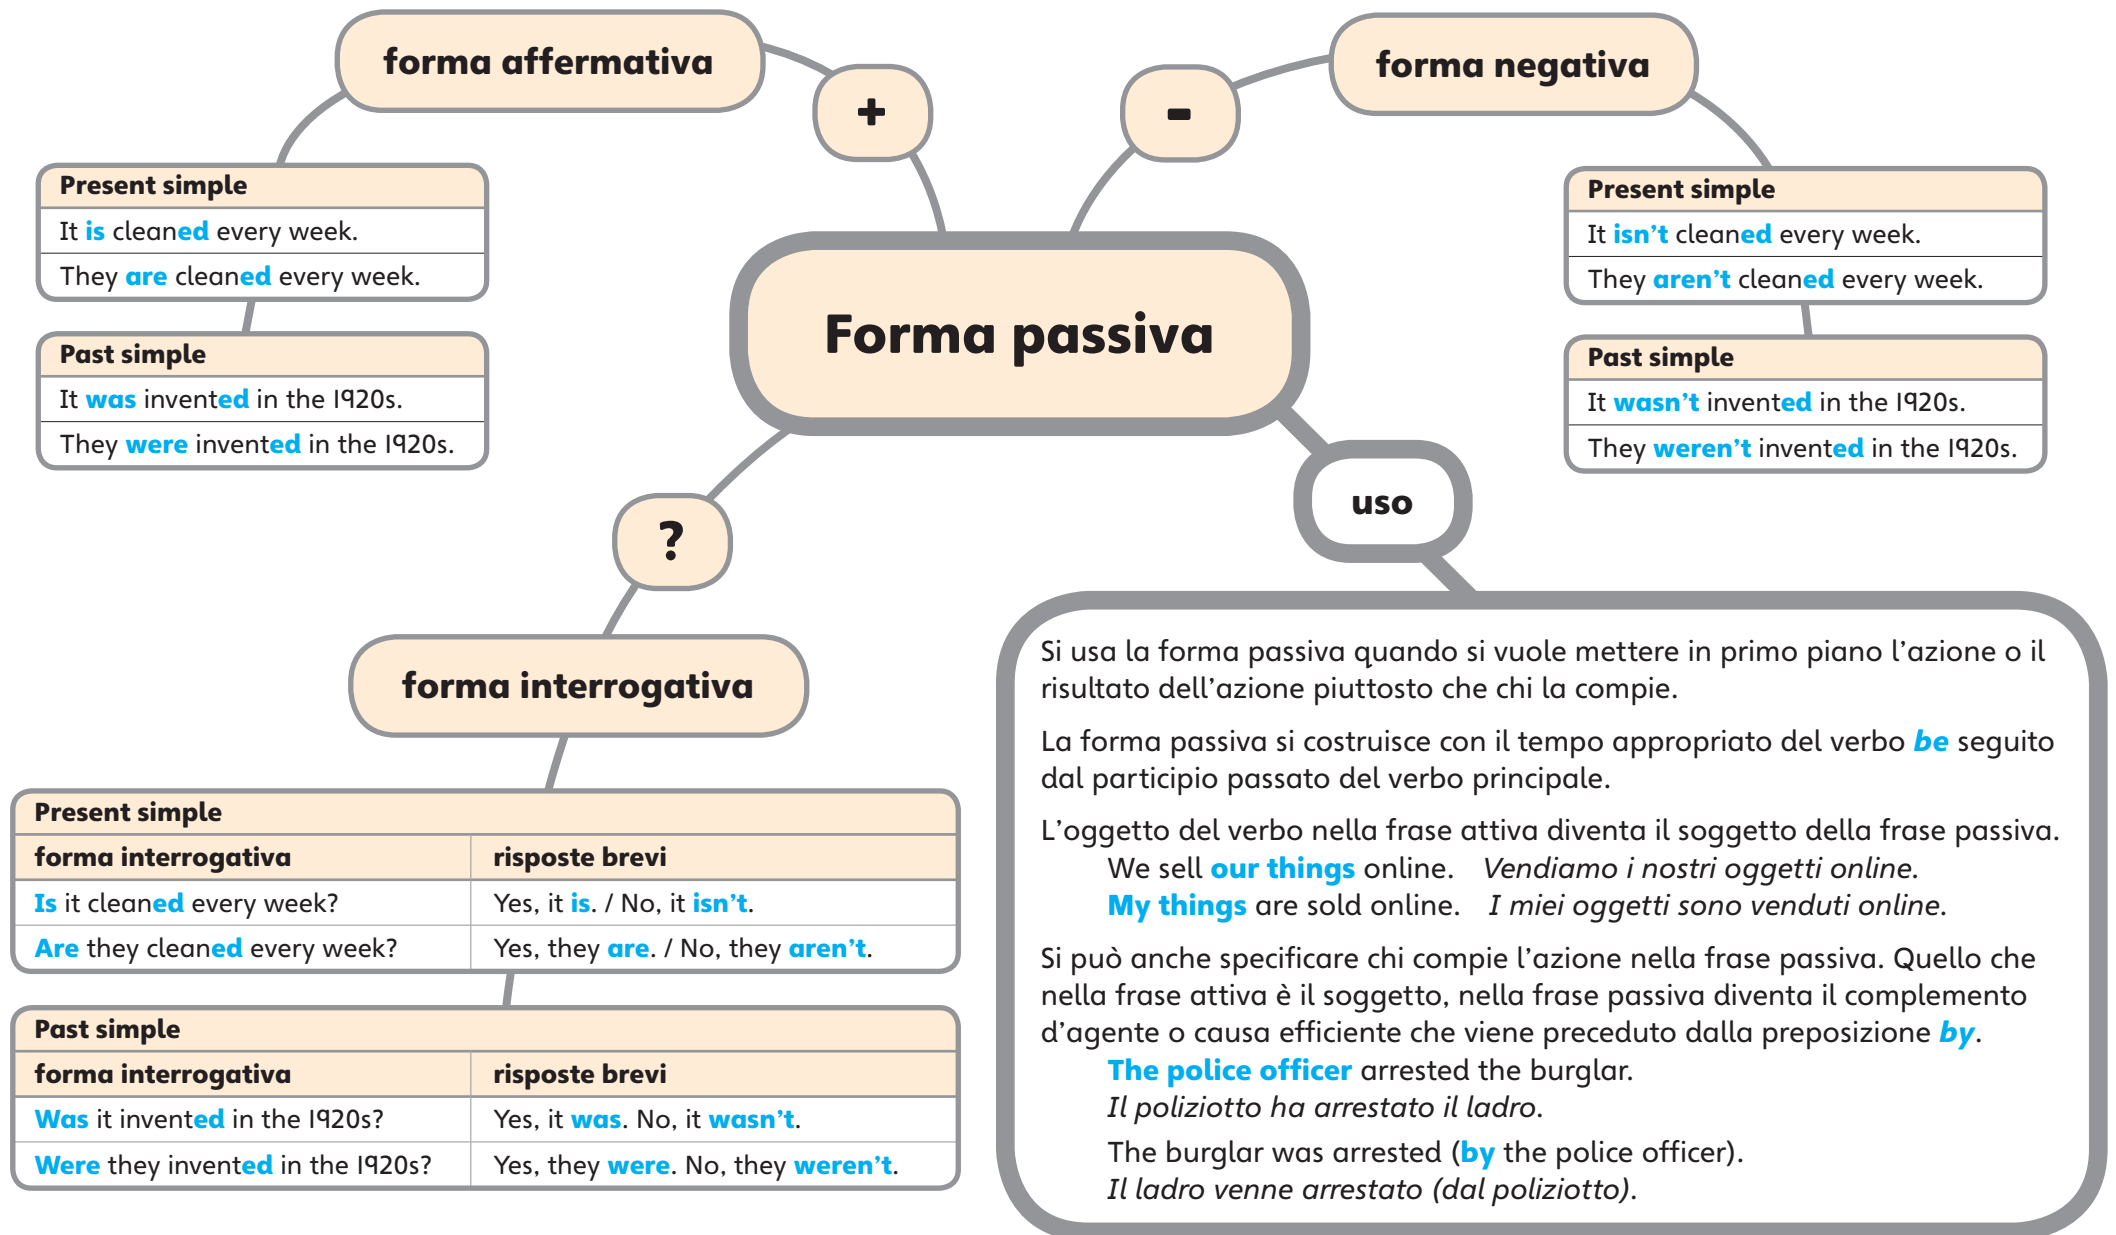 forma affermativa
+
-
forma negativa
Present simple
It is cleaned every week.
They are cleaned every week.
Past simple
It was invented in the 1920s.
They were invented in the 1920s.
Forma passiva
Present simple
It isn't cleaned every week.
They aren't cleaned every week.
Past simple
It wasn't invented in the 1920s.
They weren't invented in the 1920s.
?
forma interrogativa
Present simple
forma interrogativa risposte brevi
Is it cleaned every week? Yes, it is. / No, it isn't.
Are they cleaned every week? Yes, they are. / No, they aren't.
Past simple
forma interrogativa risposte brevi
Was it invented in the 1920s? Yes, it was. No, it wasn't.
Were they invented in the 1920s? Yes, they were. No, they weren't.
uso
Si usa la forma passiva quando si vuole mettere in primo piano l'azione o il
risultato dell'azione piuttosto che chi la compie.
La forma passiva si costruisce con il tempo appropriato del verbo be seguito
dal participio passato del verbo principale.
L'oggetto del verbo nella frase attiva diventa il soggetto della frase passiva.
We sell our things online. Vendiamo i nostri oggetti online.
My things are sold online. I miei oggetti sono venduti online.
Si può anche specificare chi compie l'azione nella frase passiva. Quello che
nella frase attiva è il soggetto, nella frase passiva diventa il complemento
d'agente o causa efficiente che viene preceduto dalla preposizione by.
The police officer arrested the burglar.
Il poliziotto ha arrestato il ladro.
The burglar was arrested (by the police officer).
Il ladro venne arrestato (dal poliziotto).